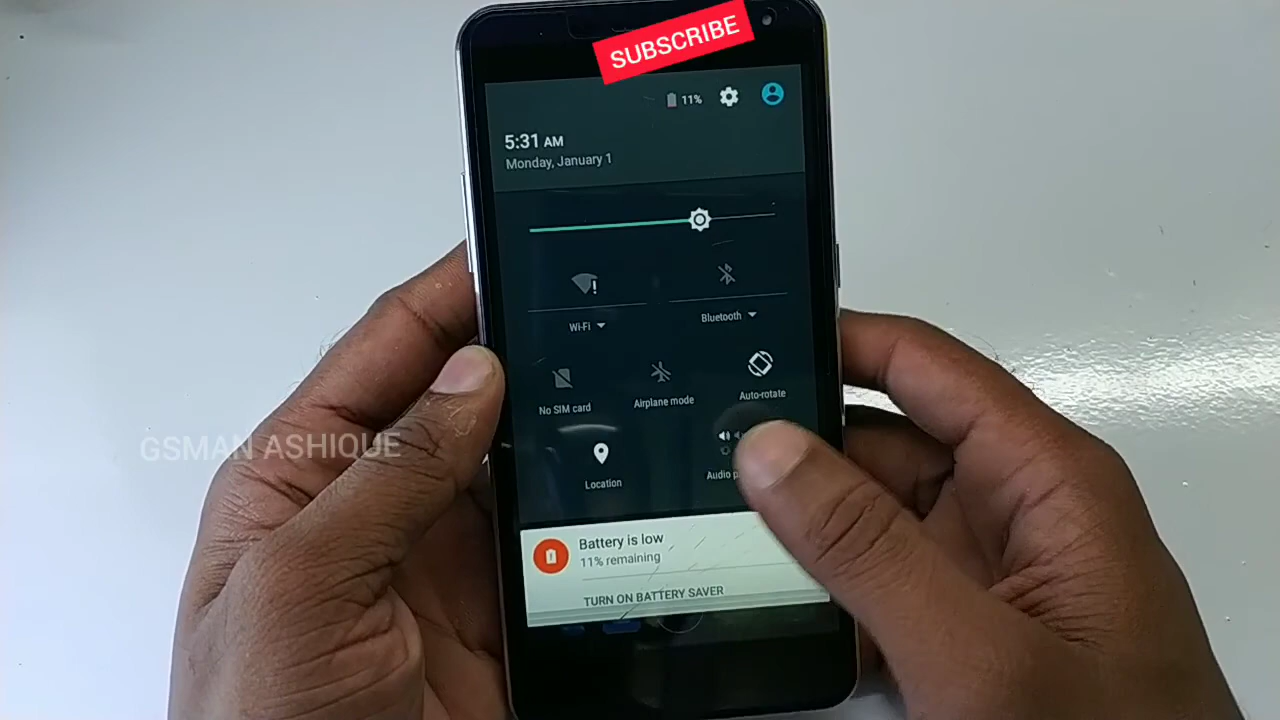 SUBSCRIBE
11%
5:31 AM
Monday, January 1
Wi-Fi
Bluetooth
No SIM card
Airplane mode
Auto-rotate
GSMAN ASHIQUE
Location
Audio
Battery is low
11% remaining
TURN ON BATTERY SAVER